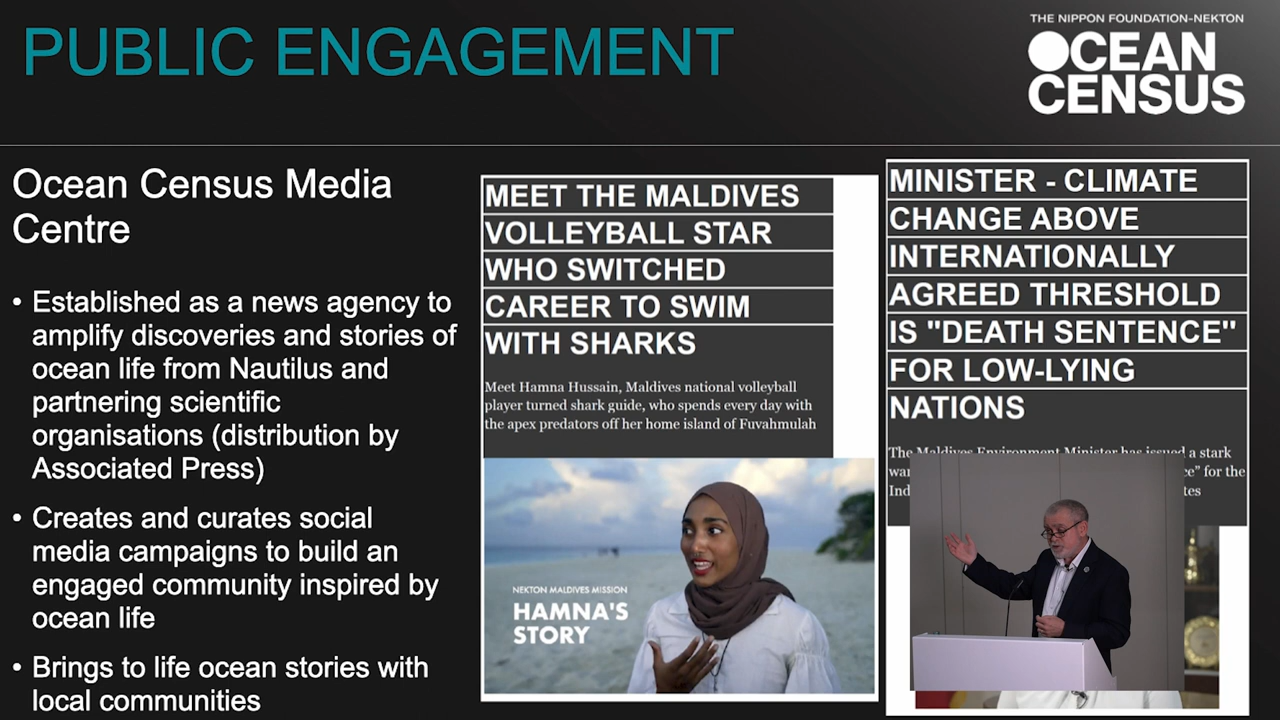 PUBLIC ENGAGEMENT
THE NIPPON FOUNDATION-NEKTON
OCEAN
CENSUS
Ocean Census Media
Centre
• Established as a news agency to
amplify discoveries and stories of
ocean life from Nautilus and
partnering scientific
organisations (distribution by
Associated Press)
• Creates and curates social
media campaigns to build an
engaged community inspired by
ocean life
• Brings to life ocean stories with
local communities
MEET THE MALDIVES
VOLLEYBALL STAR
WHO SWITCHED
CAREER TO SWIM
WITH SHARKS
Meet Hamna Hussain, Maldives national volleyball
player turned shark guide, who spends every day with
the apex predators off her home island of Fuvahmulah
NEKTON MALDIVES MISSION
HAMNA'S
STORY
MINISTER - CLIMATE
CHANGE ABOVE
INTERNATIONALLY
AGREED THRESHOLD
IS "DEATH SENTENCE"
FOR LOW-LYING
NATIONS
The Maldives Environment Minister has issued a stark
for the